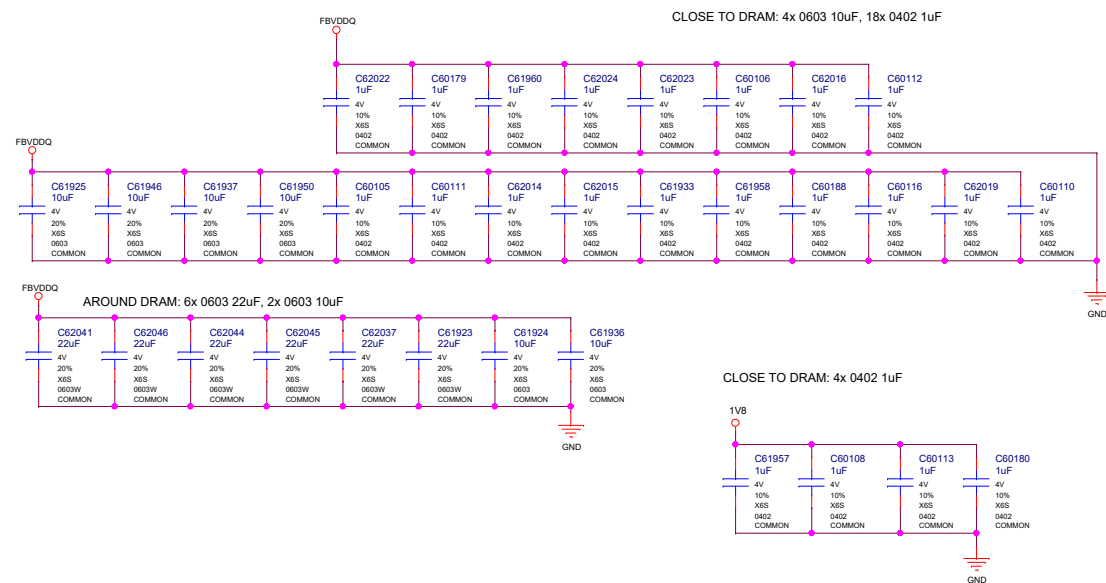 CLOSE TO DRAM: 4x 0603 10uF, 18x 0402 1uF
FBVDDQ
C62022
1uF
4V
10%
X6S
0402
COMMON
C60179
1uF
4V
10%
X6S
0402
COMMON
C61960
1uF
4V
10%
X6S
0402
COMMON
C62024
1uF
4V
10%
X6S
0402
COMMON
C62023
1uF
4V
10%
X6S
0402
COMMON
C60106
1uF
4V
10%
X6S
0402
COMMON
C62016
1uF
4V
10%
X6S
0402
COMMON
C60112
1uF
4V
10%
X6S
0402
COMMON
FBVDDQ
C61925
10uF
4V
20%
X6S
0603
COMMON
C61946
10uF
4V
20%
X6S
0603
COMMON
C61937
10uF
4V
20%
X6S
0603
COMMON
C61950
10uF
4V
20%
X6S
0603
COMMON
C60105
1uF
4V
10%
X6S
0402
COMMON
C60111
1uF
4V
10%
X6S
0402
COMMON
C62014
1uF
4V
10%
X6S
0402
COMMON
C62015
1uF
4V
10%
X6S
0402
COMMON
C61933
1uF
4V
10%
X6S
0402
COMMON
C61958
1uF
4V
10%
X6S
0402
COMMON
C60188
1uF
4V
10%
X6S
0402
COMMON
C60116
1uF
4V
10%
X6S
0402
COMMON
C62019
1uF
4V
10%
X6S
0402
COMMON
C60110
1uF
4V
10%
X6S
0402
COMMON
GND
FBVDDQ
AROUND DRAM: 6x 0603 22uF, 2x 0603 10uF
C62041
22uF
4V
20%
X6S
0603W
COMMON
C62046
22uF
4V
20%
X6S
0603W
COMMON
C62044
22uF
4V
20%
X6S
0603W
COMMON
C62045
22uF
4V
20%
X6S
0603W
COMMON
C62037
22uF
4V
20%
X6S
0603W
COMMON
C61923
22uF
4V
20%
X6S
0603W
COMMON
C61924
10uF
4V
20%
X6S
0603
COMMON
C61936
10uF
4V
20%
X6S
0603
COMMON
GND
CLOSE TO DRAM: 4x 0402 1uF
1V8
C61957
1uF
4V
10%
X6S
0402
COMMON
C60108
1uF
4V
10%
X6S
0402
COMMON
C60113
1uF
4V
10%
X6S
0402
COMMON
C60180
1uF
4V
10%
X6S
0402
COMMON
GND